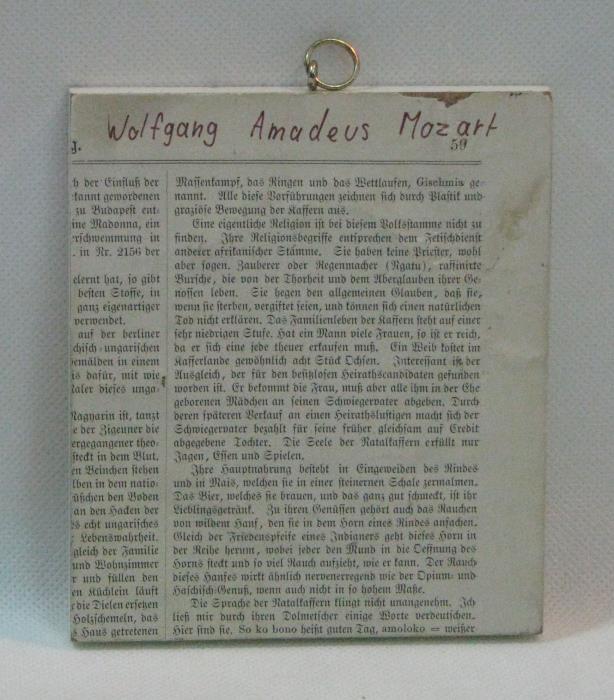 Wolfgang Amadeus Mozart
g.
59
h der Einfluß der
kannt gewordenen
zu Budapest ent-
ine Madonna, ein
rschwemmung in
. in Nr. 2156 der
elernt hat, so gibt
besten Stoffe, in
ganz eigenartiger
verwendet.
auf der berliner
chisch-ungarischen
emälden in einem
is dafür, mit wie
taler dieses unga-
Magyarin ist, tanzt
e der Zigeuner die
ergegangener theo-
steckt in dem Blut.
en Beinchen stehen
lben in dem natio-
üschen den Boden
an den Hacken der
s echt ungarisches
Lebenswahrheit.
gleich der Familie
und Wohnzimmer
r und füllen den
en Küchlein läuft
die Dielen ersetzen
Holzschemeln, das
s Haus getretenen
Massenkampf, das Ringen und das Wettlaufen, Gisehmia ge-
nannt. Alle diese Vorführungen zeichnen sich durch Plastik und
graziöse Bewegung der Kaffern aus.
Eine eigentliche Religion ist bei diesem Volksstamme nicht zu
finden. Ihre Religionsbegriffe entsprechen dem Fetischdienst
anderer afrikanischer Stämme. Sie haben keine Priester, wohl
aber sogen. Zauberer oder Regenmacher (Ngatu), raffinirte
Bursche, die von der Thorheit und dem Aberglauben ihrer Ge-
nossen leben. Sie hegen den allgemeinen Glauben, daß sie,
wenn sie sterben, vergiftet seien, und können sich einen natürlichen
Tod nicht erklären. Das Familienleben der Kaffern steht auf einer
sehr niedrigen Stufe. Hat ein Mann viele Frauen, so ist er reich,
da er sich eine jede theuer erkaufen muß. Ein Weib kostet im
Kafferlande gewöhnlich acht Stück Ochsen. Interessant ist der
Ausgleich, der für den besitzlosen Heirathscandidaten gefunden
worden ist. Er bekommt die Frau, muß aber alle ihm in der Ehe
geborenen Mädchen an seinen Schwiegervater abgeben. Durch
deren späteren Verkauf an einen Heirathslustigen macht sich der
Schwiegervater bezahlt für seine früher gleichsam auf Credit
abgegebene Tochter. Die Seele der Natalkaffern erfüllt nur
Jagen, Essen und Spielen.
Ihre Hauptnahrung besteht in Eingeweiden des Rindes
und in Mais, welchen sie in einer steinernen Schale zermalmen.
Das Bier, welches sie brauen, und das ganz gut schmeckt, ist ihr
Lieblingsgetränk. Zu ihren Genüssen gehört auch das Rauchen
von wildem Hanf, den sie in dem Horn eines Rindes anfachen.
Gleich der Friedenspfeife eines Indianers geht dieses Horn in
der Reihe herum, wobei jeder den Mund in die Oeffnung des
Horns steckt und so viel Rauch aufzieht, wie er kann. Der Rauch
dieses Hanfes wirkt ähnlich nervenerregend wie der Opium- und
Haschisch-Genuß, wenn auch nicht in so hohem Maße.
Die Sprache der Natalkaffern klingt nicht unangenehm. Ich
ließ mir durch ihren Dolmetscher einige Worte verdeutschen.
Hier sind sie. So ko bono heißt guten Tag, amoloko = weißer